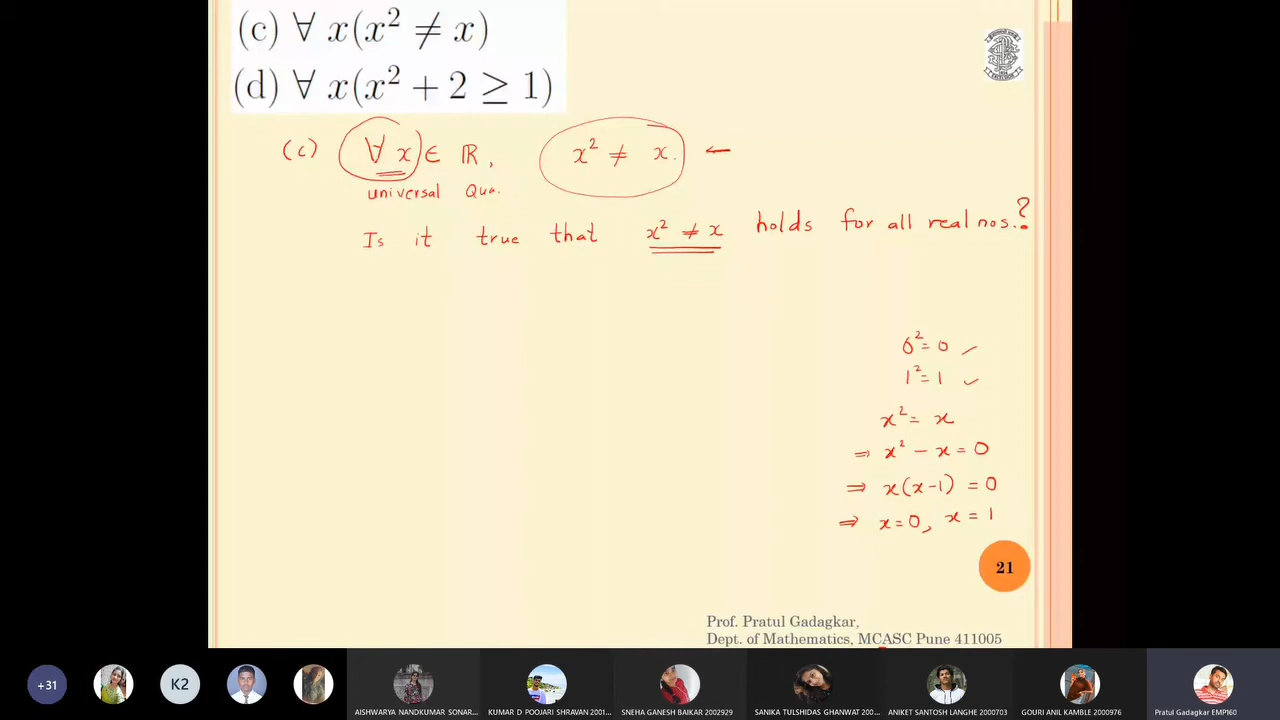 (c) ∀ x(x² ≠ x)
(d) ∀ x(x² + 2 ≥ 1)
(c) ∀ x ∈ ℝ, x² ≠ x. ←
universal Qua.
Is it true that x² ≠ x holds for all real nos.?
0² = 0 ✓
1² = 1 ✓
x² = x
⇒ x² - x = 0
⇒ x(x-1) = 0
⇒ x=0, x = 1
21
Prof. Pratul Gadagkar,
Dept. of Mathematics, MCASC Pune 411005
+31
K2
AISHWARYA NANDKUMAR SONAR...
KUMAR D POOJARI SHRAVAN 2001...
SNEHA GANESH BAIKAR 2002929
SANIKA TULSHIDAS GHANWAT 200...
ANIKET SANTOSH LANGHE 2000703
GOURI ANIL KAMBLE 2000976
Pratul Gadagkar EMP160